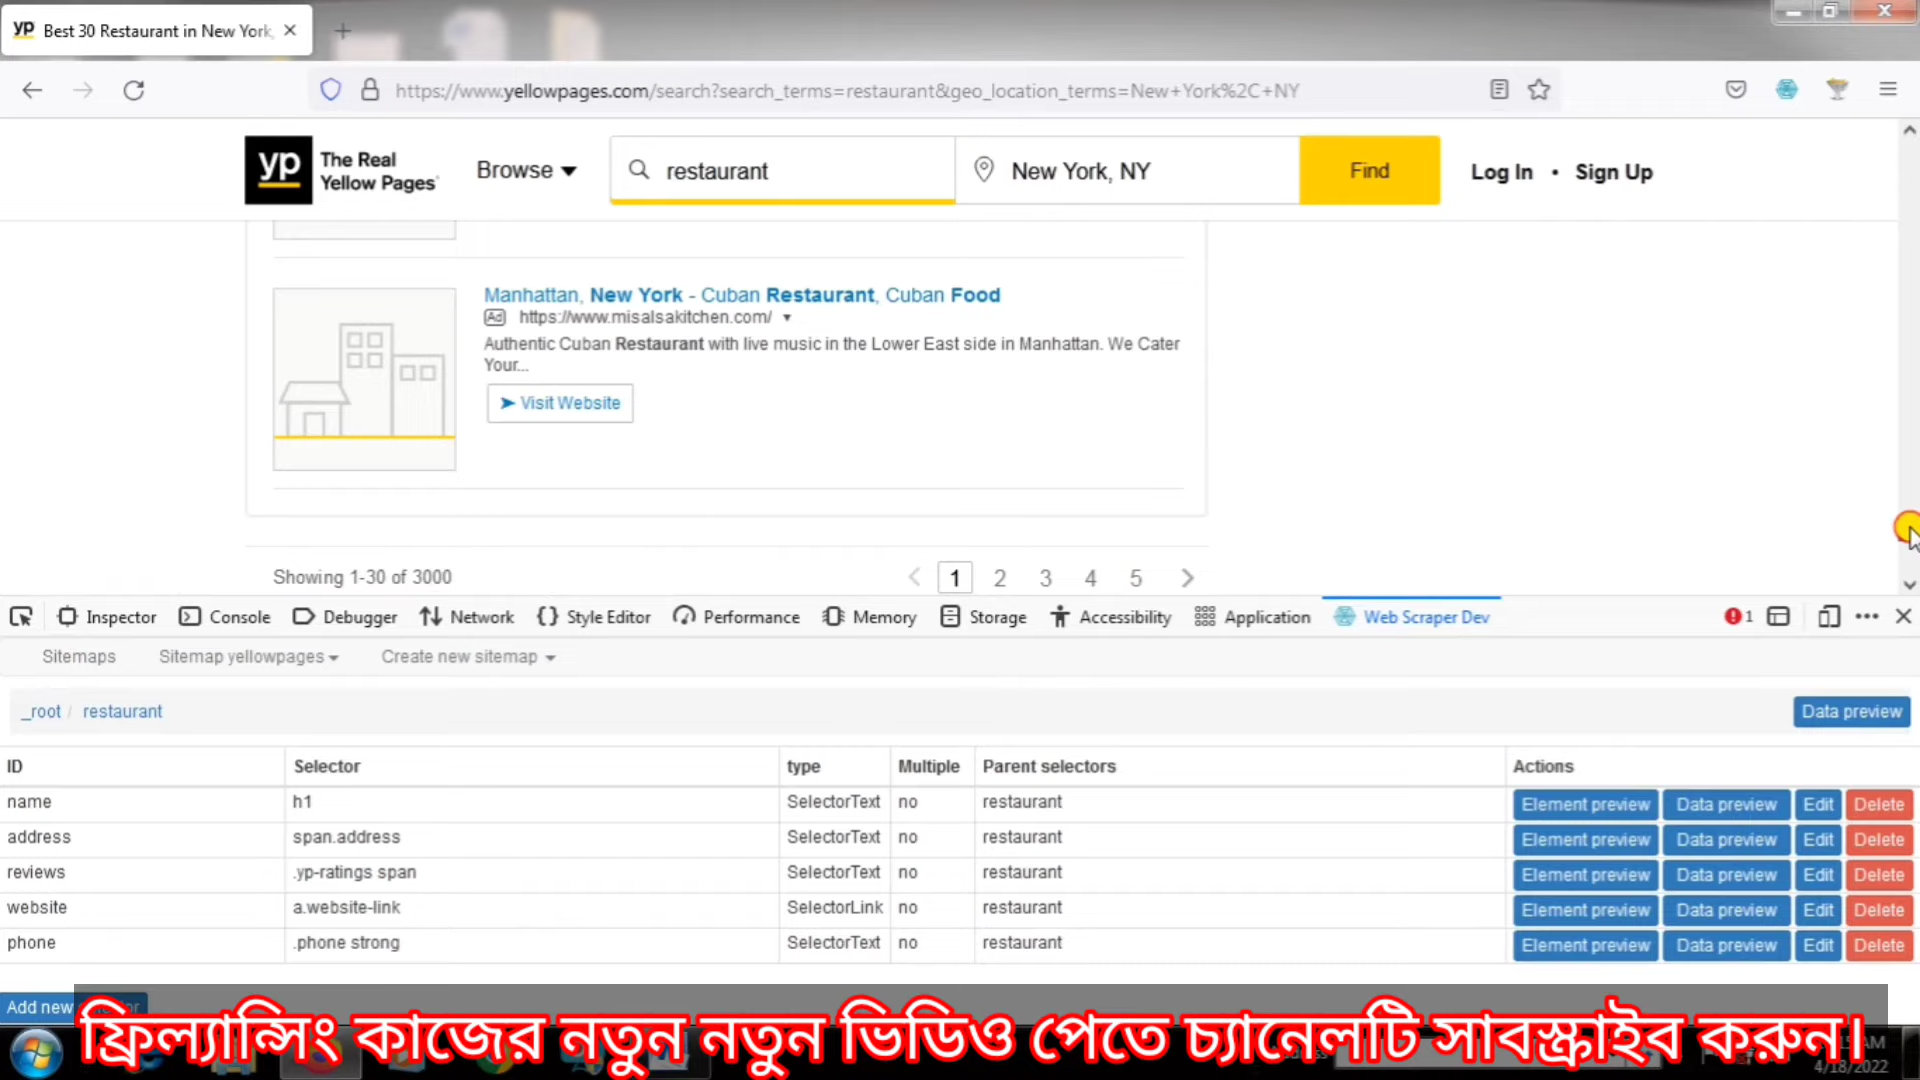 yp Best 30 Restaurant in New York,
https://www.yellowpages.com/search?search_terms=restaurant&geo_location_terms=New+York%2C+NY
yp The Real Yellow Pages Browse restaurant New York, NY Find Log In • Sign Up
Manhattan, New York - Cuban Restaurant, Cuban Food
Ad https://www.misalsakitchen.com/
Authentic Cuban Restaurant with live music in the Lower East side in Manhattan. We Cater
Your...
Visit Website
Showing 1-30 of 3000 1 2 3 4 5
Inspector Console Debugger Network Style Editor Performance Memory Storage Accessibility Application Web Scraper Dev 1
Sitemaps Sitemap yellowpages Create new sitemap
_root / restaurant Data preview
ID Selector type Multiple Parent selectors Actions
name h1 SelectorText no restaurant Element preview Data preview Edit Delete
address span.address SelectorText no restaurant Element preview Data preview Edit Delete
reviews .yp-ratings span SelectorText no restaurant Element preview Data preview Edit Delete
website a.website-link SelectorLink no restaurant Element preview Data preview Edit Delete
phone .phone strong SelectorText no restaurant Element preview Data preview Edit Delete
Add new
ফ্রিল্যান্সিং কাজের নতুন নতুন ভিডিও পেতে চ্যানেলটি সাবস্ক্রাইব করুন।
AM
4/18/2022